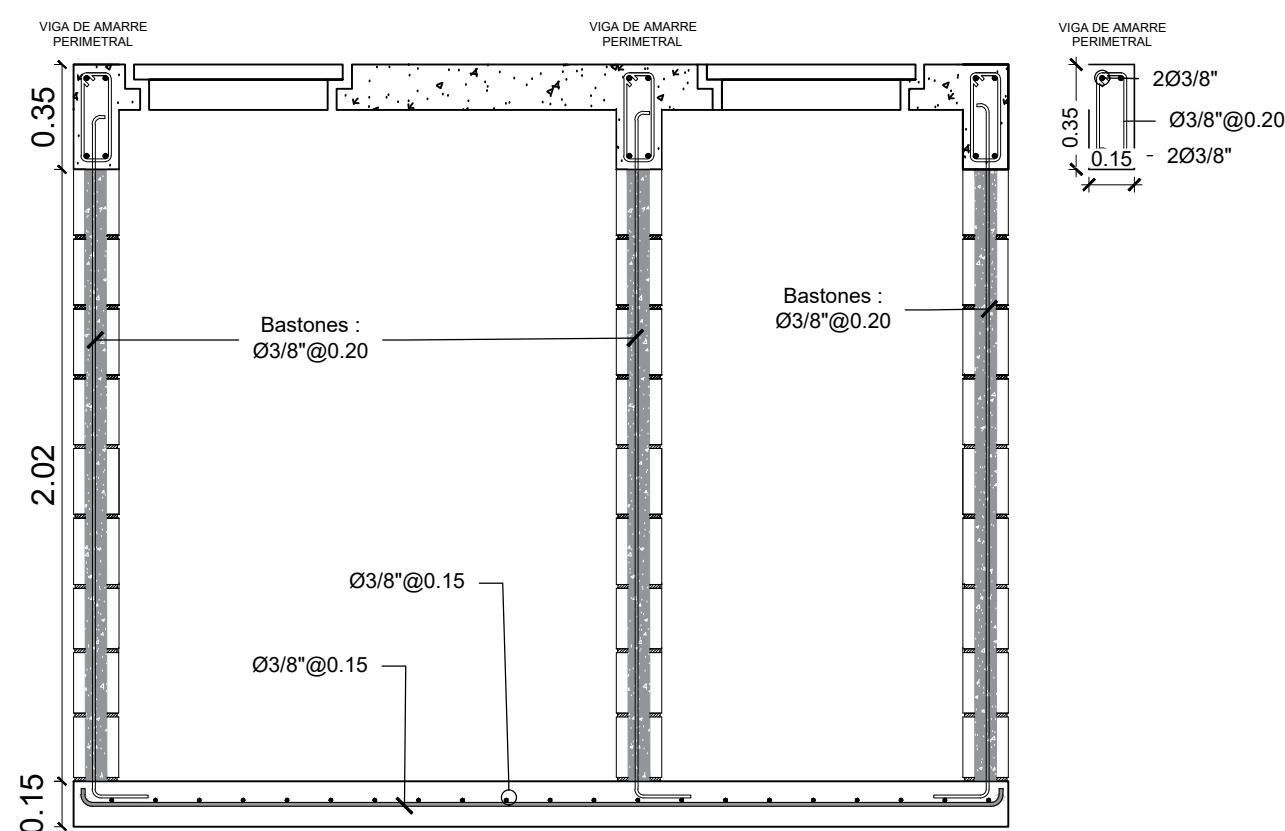 VIGA DE AMARRE
PERIMETRAL
VIGA DE AMARRE
PERIMETRAL
VIGA DE AMARRE
PERIMETRAL
0.35
2Ø3/8"
Ø3/8"@0.20
0.35
0.15
2Ø3/8"
Bastones :
Ø3/8"@0.20
Bastones :
Ø3/8"@0.20
2.02
Ø3/8"@0.15
Ø3/8"@0.15
0.15